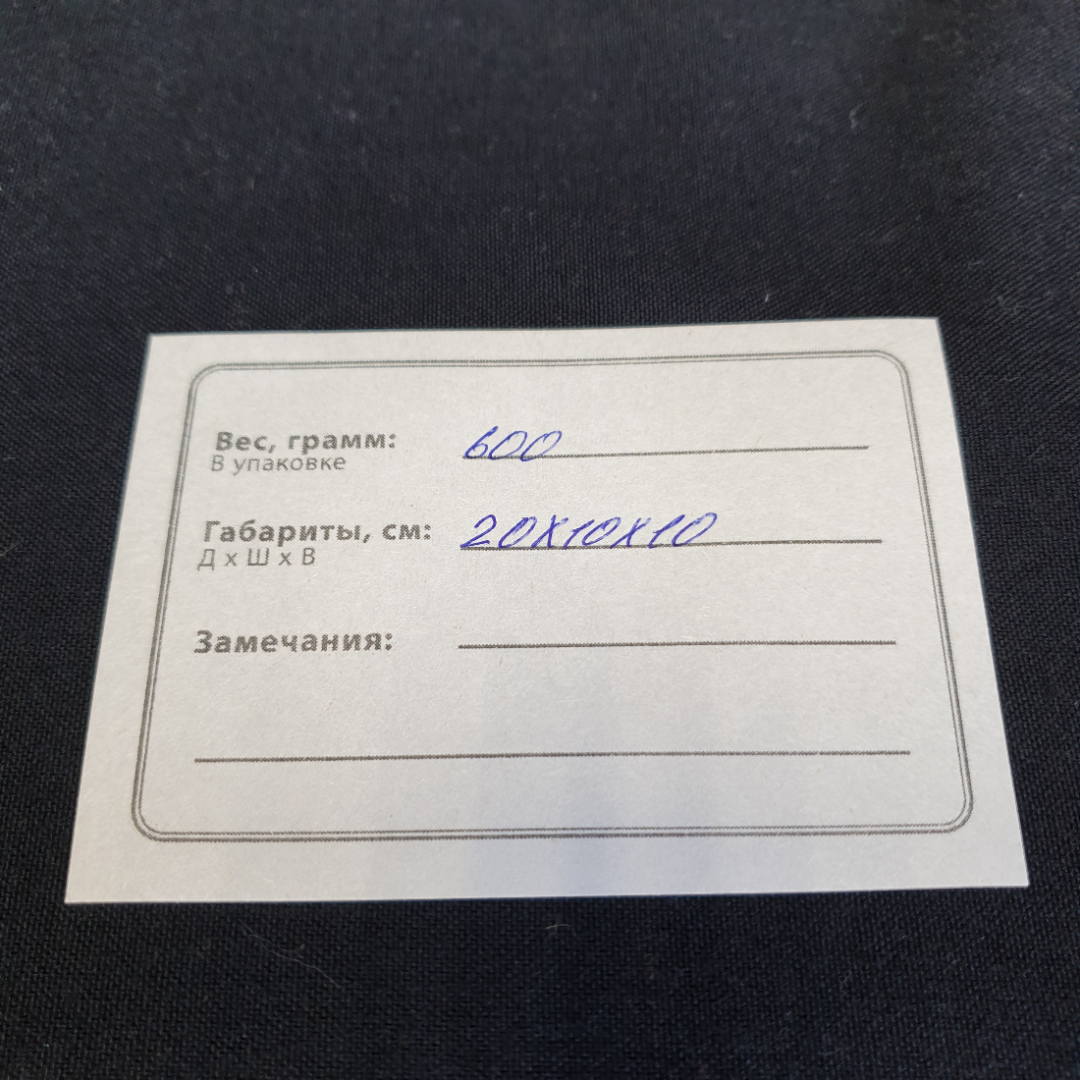 Вес, грамм: 600
В упаковке
Габариты, см: 20х10х10
Д х Ш х В
Замечания: